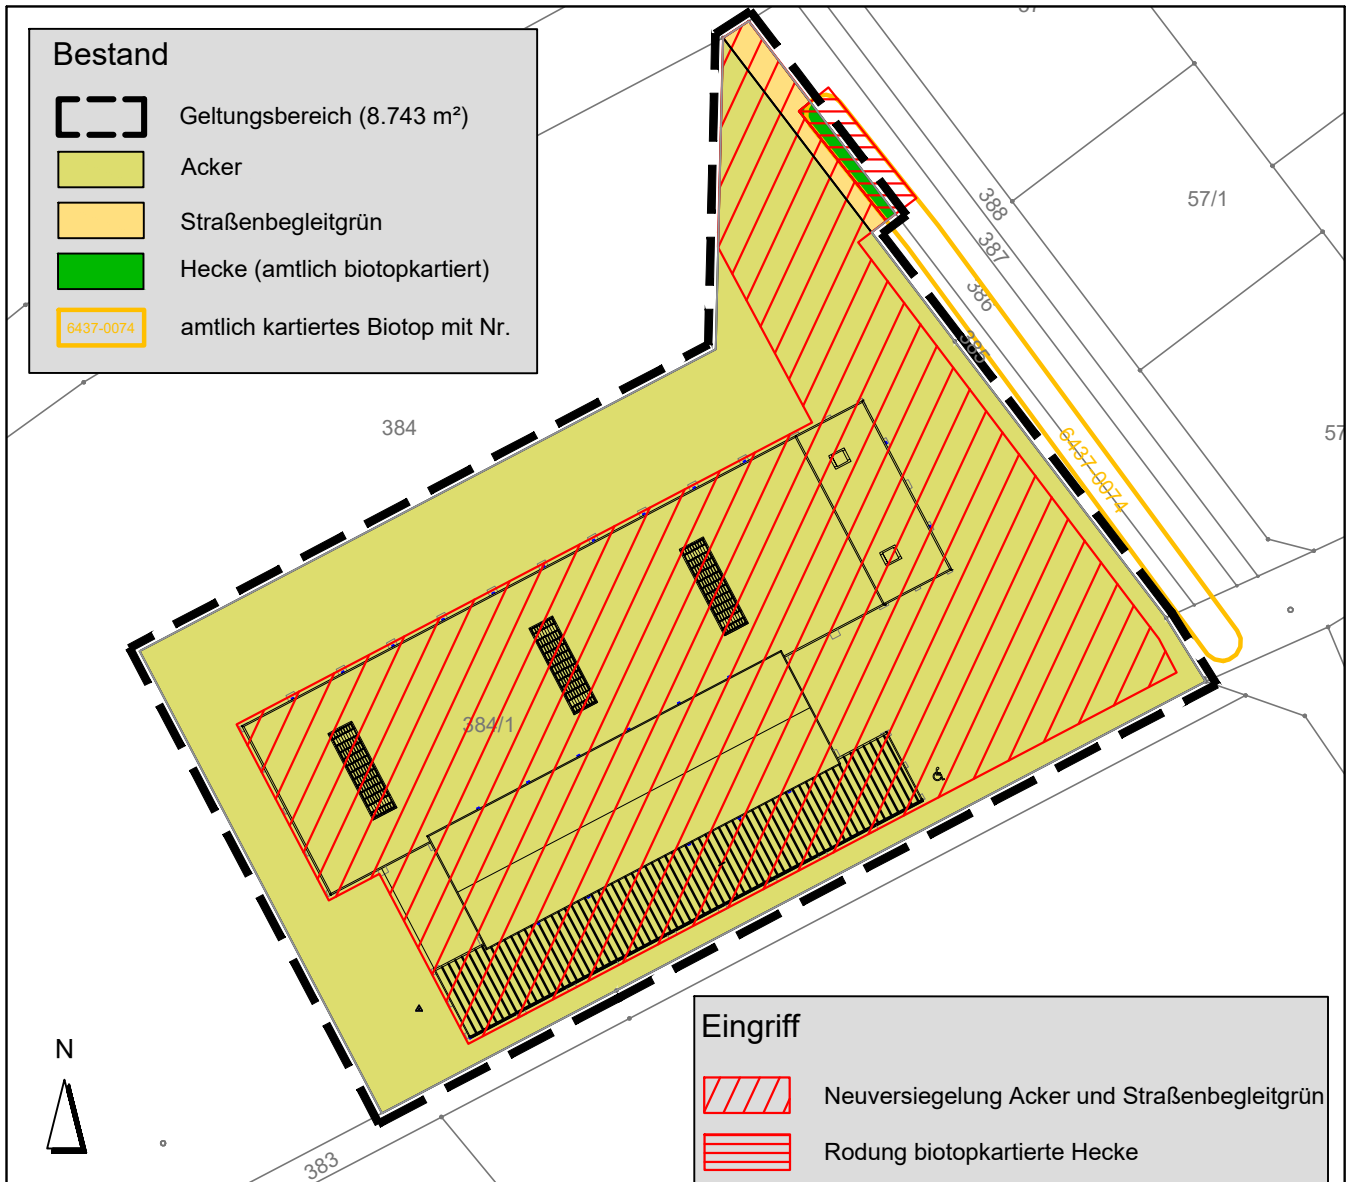 Bestand
Geltungsbereich (8.743 m²)
Acker
Straßenbegleitgrün
Hecke (amtlich biotopkartiert)
6437-0074
amtlich kartiertes Biotop mit Nr.
57/1
388
387
386
385
384
57
6437-0074
384/1
N
383
Eingriff
Neuversiegelung Acker und Straßenbegleitgrün
Rodung biotopkartierte Hecke